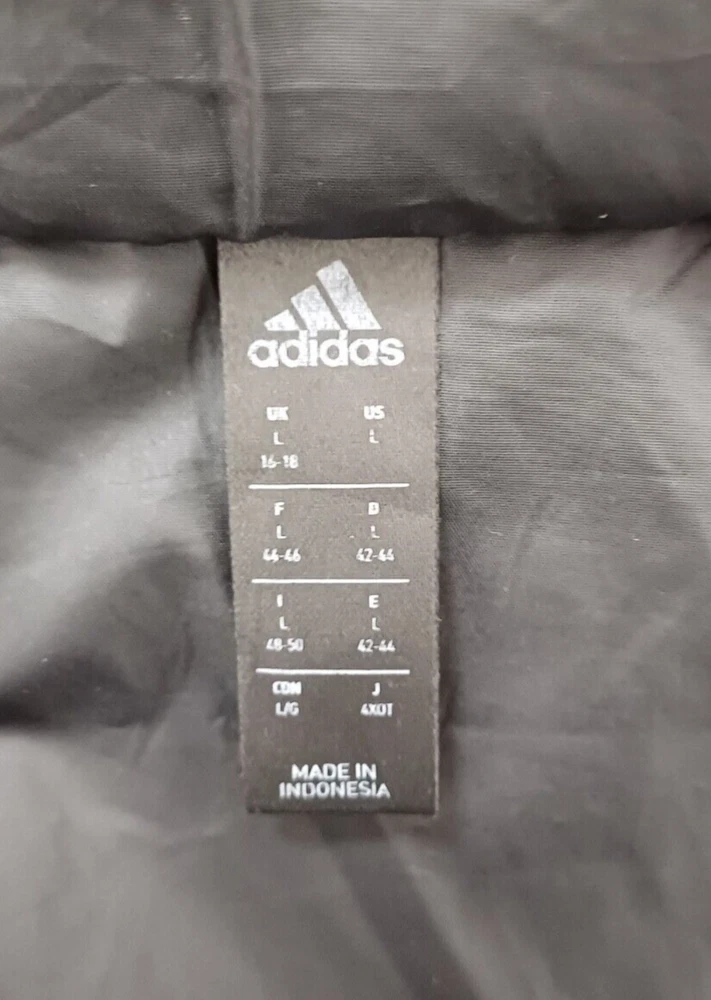 adidas
UK US
L L
16-18
F D
L L
44-46 42-44
I E
L L
48-50 42-44
CDN J
L/G 4XOT
MADE IN
INDONESIA